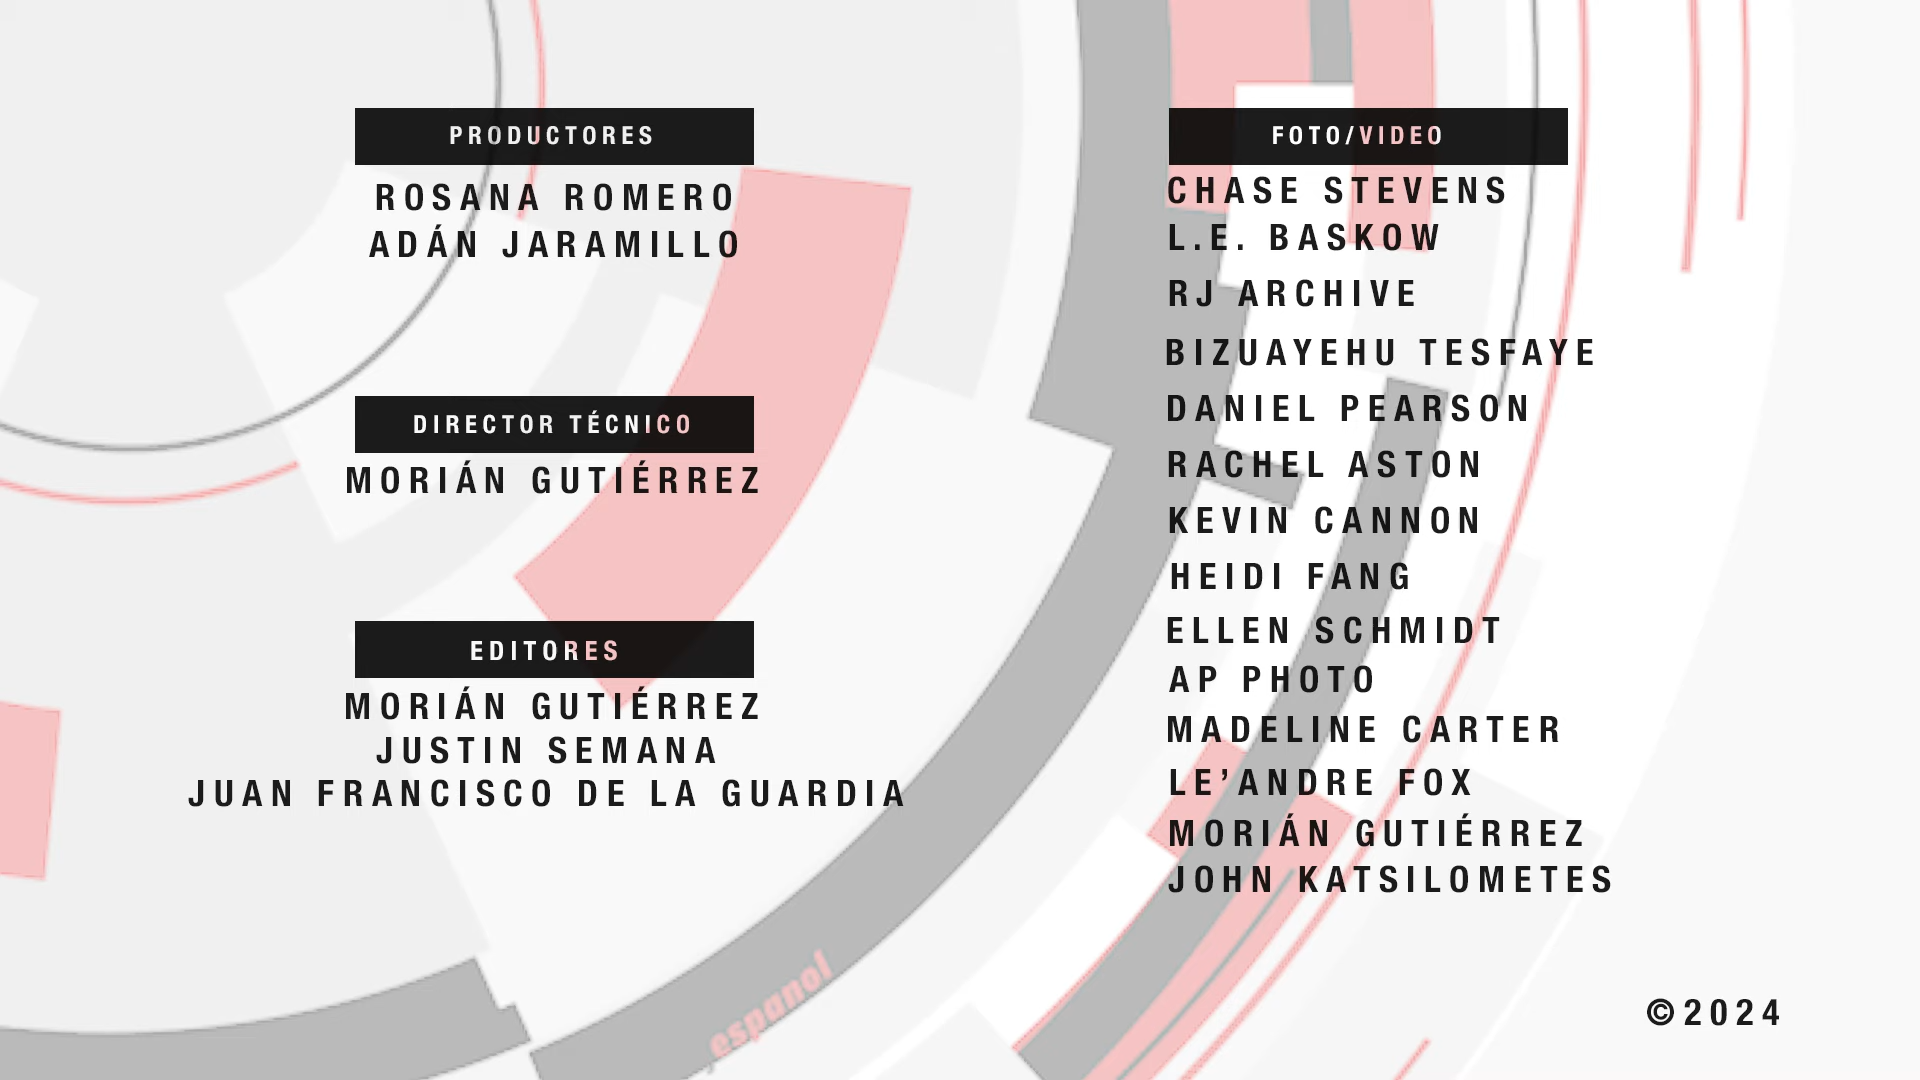 PRODUCTORES
ROSANA ROMERO
ADÁN JARAMILLO
DIRECTOR TÉCNICO
MORIÁN GUTIÉRREZ
EDITORES
MORIÁN GUTIÉRREZ
JUSTIN SEMANA
JUAN FRANCISCO DE LA GUARDIA
FOTO/VIDEO
CHASE STEVENS
L.E. BASKOW
RJ ARCHIVE
BIZUAYEHU TESFAYE
DANIEL PEARSON
RACHEL ASTON
KEVIN CANNON
HEIDI FANG
ELLEN SCHMIDT
AP PHOTO
MADELINE CARTER
LE’ANDRE FOX
MORIÁN GUTIÉRREZ
JOHN KATSILOMETES
espanol
©2024